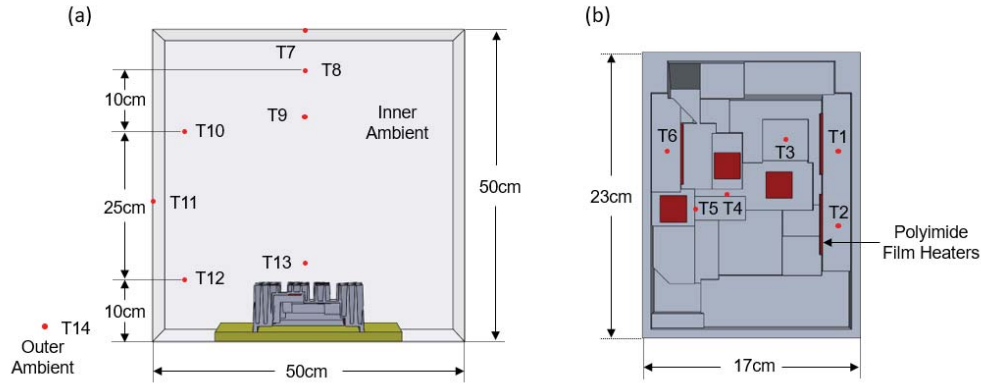 (a)
T7
T8
10cm
T9
Inner
Ambient
T10
50cm
T11
25cm
T13
T12
10cm
T14
Outer
Ambient
50cm
(b)
T6
T3
T1
23cm
T5 T4
T2
Polyimide
Film Heaters
17cm